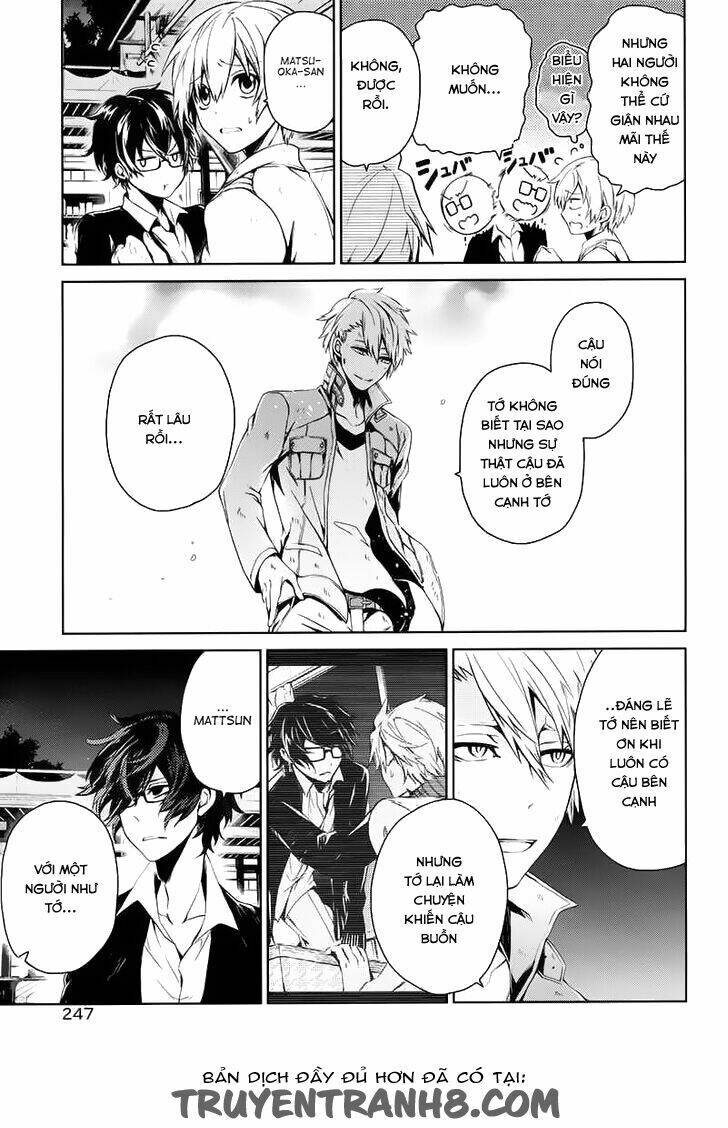 NHƯNG
HAI NGƯỜI
KHÔNG
THỂ CỨ
GIẬN NHAU
MÃI THẾ
NÀY
BIỂU
HIỆN
GÌ
VẬY?
KHÔNG
MUỐN...
KHÔNG,
ĐƯỢC
RỒI.
シュバ
シュバッ
MATSU-
OKA-SAN
...
CẬU
NÓI
ĐÚNG
TỚ KHÔNG
BIẾT TẠI SAO
NHƯNG SỰ
THẬT CẬU ĐÃ
LUÔN Ở BÊN
CẠNH TỚ
RẤT LÂU
RỒI...
..ĐÁNG LẼ
TỚ NÊN BIẾT
ƠN KHI
LUÔN CÓ
CẬU BÊN
CẠNH
NHƯNG
TỚ LẠI LÀM
CHUYỆN
KHIẾN CẬU
BUỒN
...
MATTSUN
VỚI MỘT
NGƯỜI NHƯ
TỚ...
247
BẢN DỊCH ĐẦY ĐỦ HƠN ĐÃ CÓ TẠI:
TRUYENTRANH8.COM